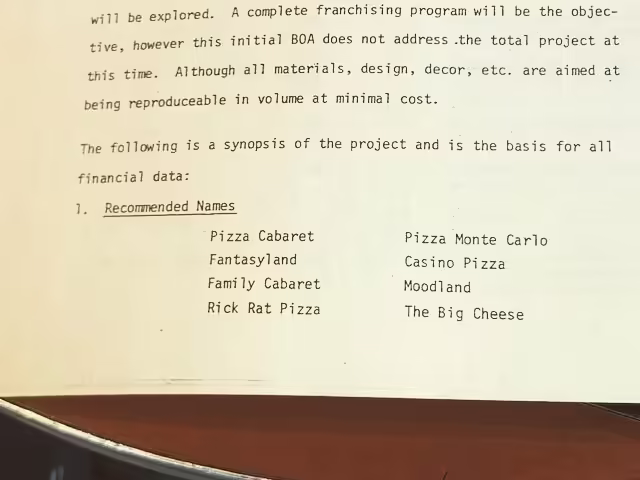 will be explored.  A complete franchising program will be the objec-
tive, however this initial BOA does not address .the total project at
this time.  Although all materials, design, decor, etc. are aimed at
being reproduceable in volume at minimal cost.
The following is a synopsis of the project and is the basis for all
financial data:
1.  Recommended Names
Pizza Cabaret  Pizza Monte Carlo
Fantasyland  Casino Pizza
Family Cabaret  Moodland
Rick Rat Pizza  The Big Cheese